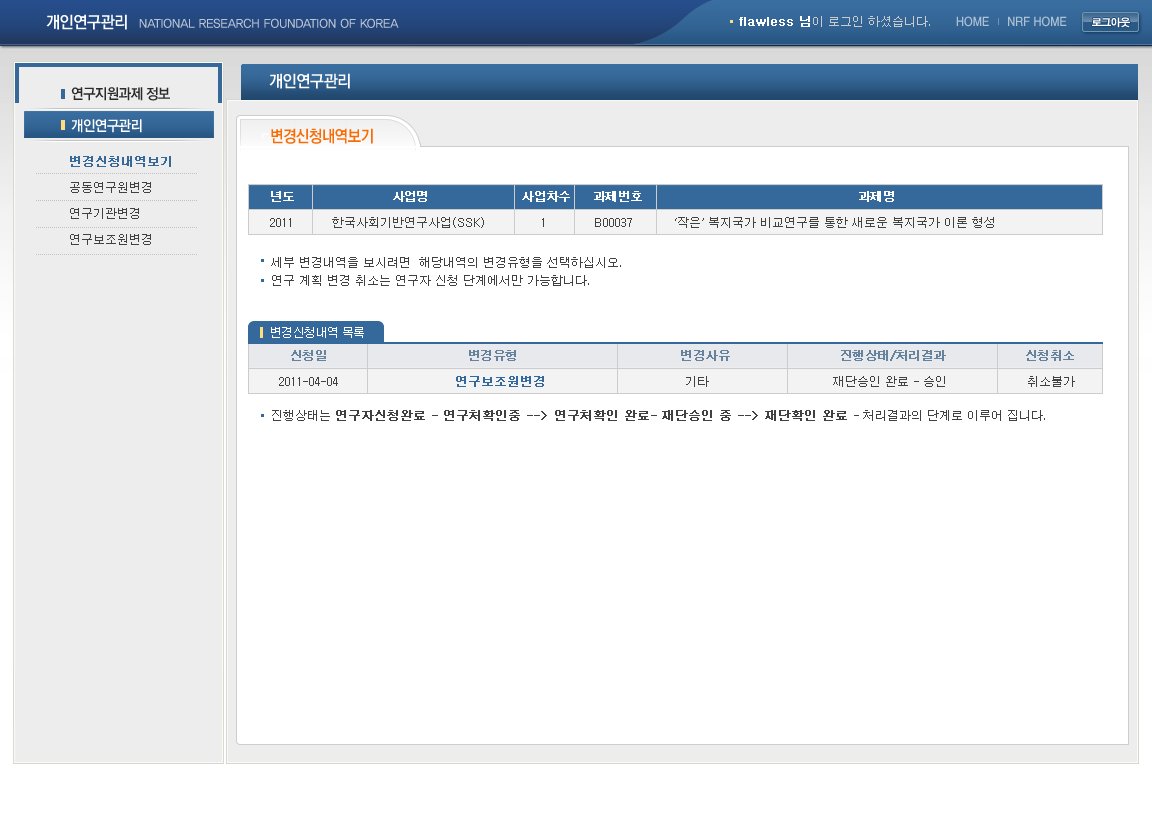 개인연구관리 NATIONAL RESEARCH FOUNDATION OF KOREA
• flawless 님이 로그인 하셨습니다. HOME | NRF HOME 로그아웃
연구지원과제 정보
개인연구관리
변경신청내역보기
공동연구원변경
연구기관변경
연구보조원변경
개인연구관리
변경신청내역보기
년도 사업명 사업차수 과제번호 과제명
2011 한국사회기반연구사업(SSK) 1 B00037 ‘작은’ 복지국가 비교연구를 통한 새로운 복지국가 이론 형성
• 세부 변경내역을 보시려면 해당내역의 변경유형을 선택하십시오.
• 연구 계획 변경 취소는 연구자 신청 단계에서만 가능합니다.
변경신청내역 목록
신청일 변경유형 변경사유 진행상태/처리결과 신청취소
2011-04-04 연구보조원변경 기타 재단승인 완료 - 승인 취소불가
• 진행상태는 연구자신청완료 - 연구처확인중 --> 연구처확인 완료- 재단승인 중 --> 재단확인 완료 - 처리결과의 단계로 이루어 집니다.